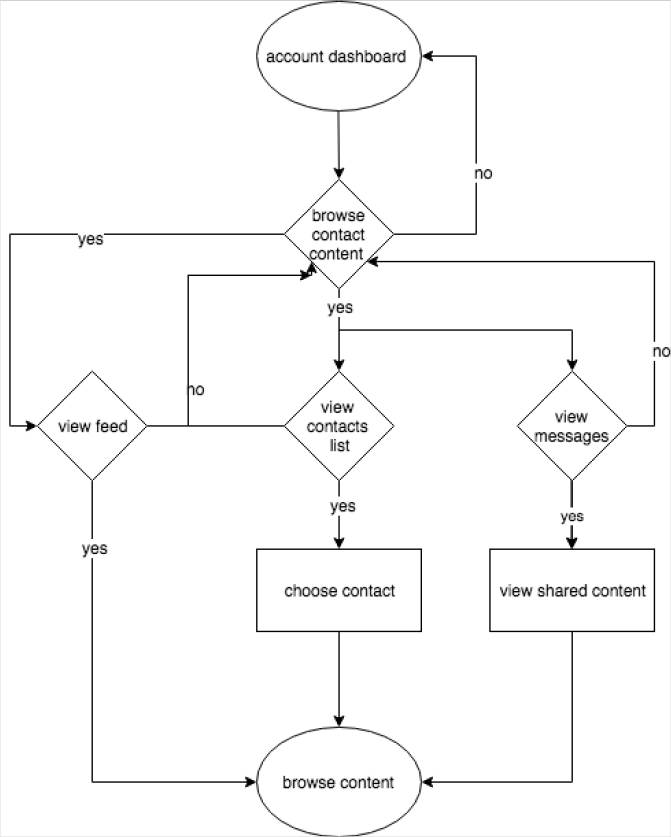 account dashboard
no
browse
contact
content
yes
yes
no
no
view feed
view
contacts
list
view
messages
yes
yes
yes
choose contact
view shared content
browse content